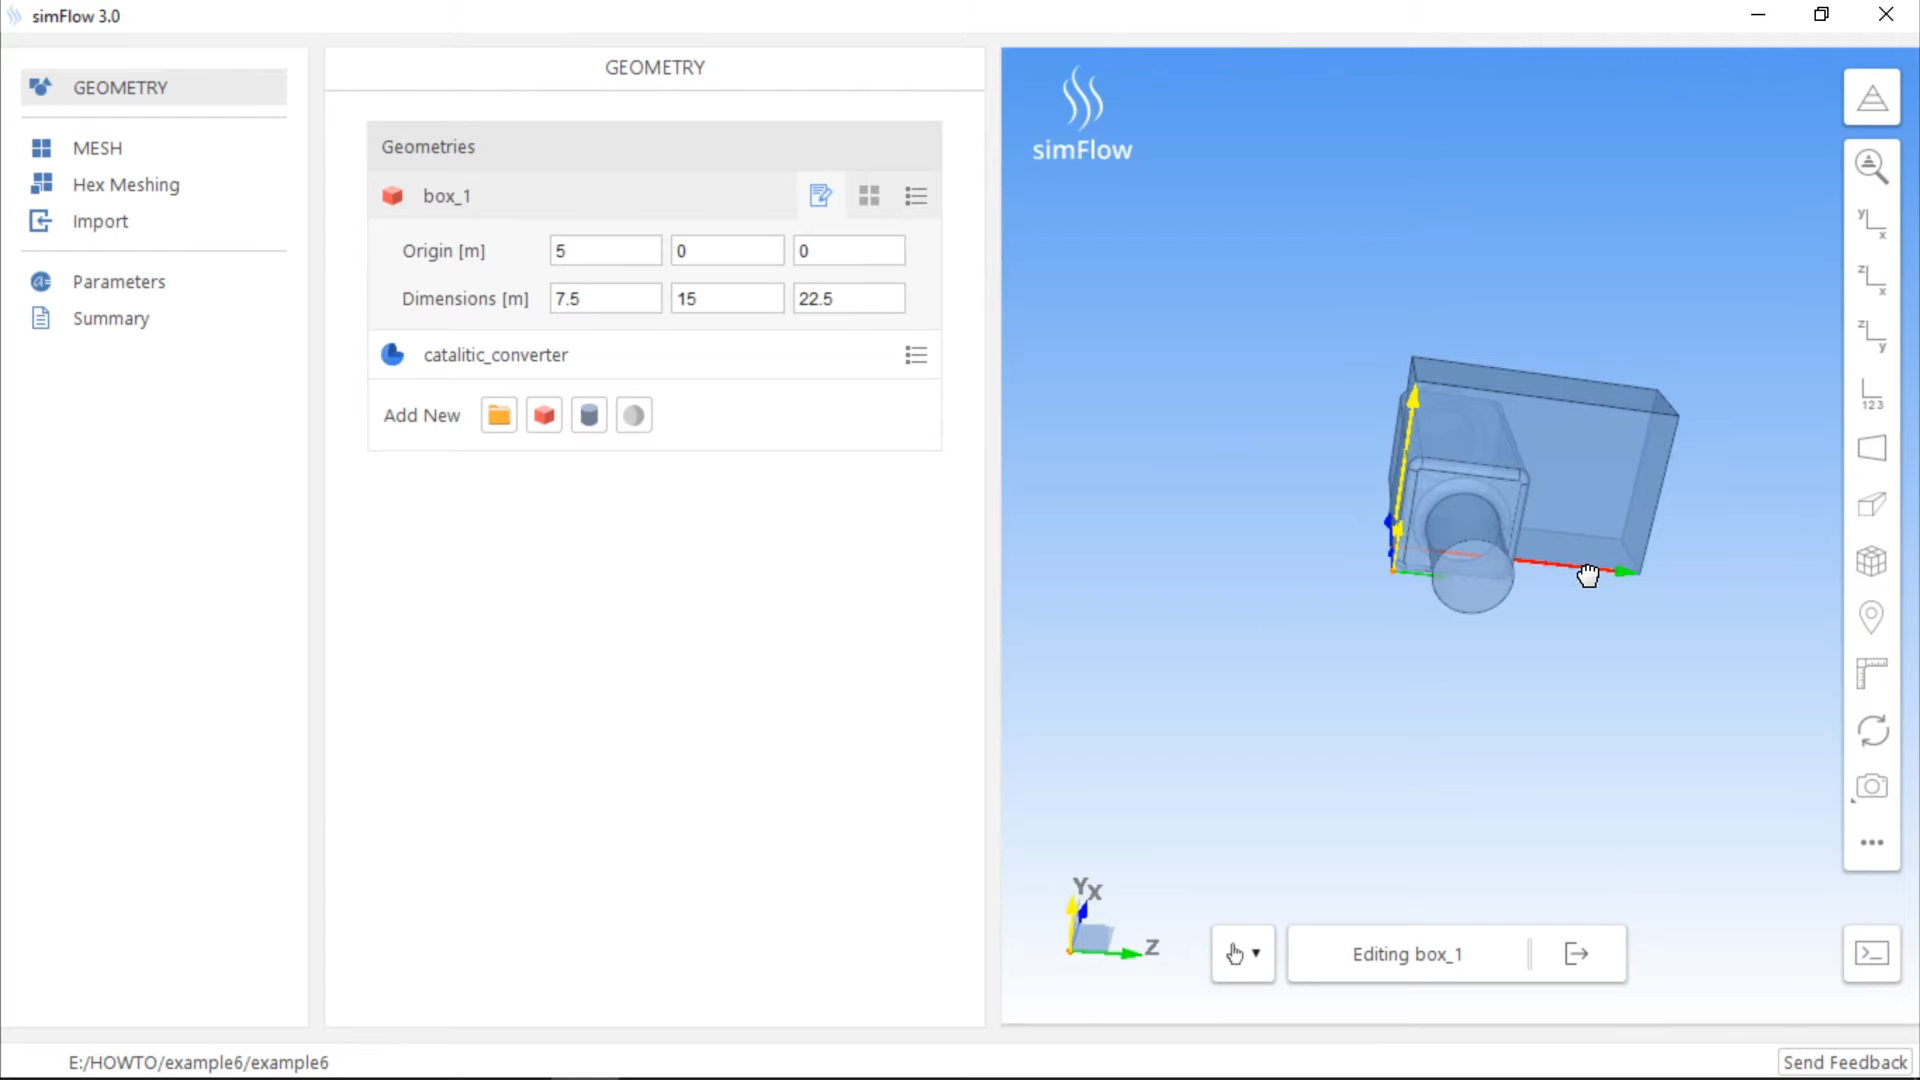 simFlow 3.0
GEOMETRY
MESH
Hex Meshing
Import
Parameters
Summary
GEOMETRY
Geometries
box_1
Origin [m] 5 0 0
Dimensions [m] 7.5 15 22.5
catalitic_converter
Add New
simFlow
y x
z x
z y
123
Y X
Z
Editing box_1
E:/HOWTO/example6/example6
Send Feedback